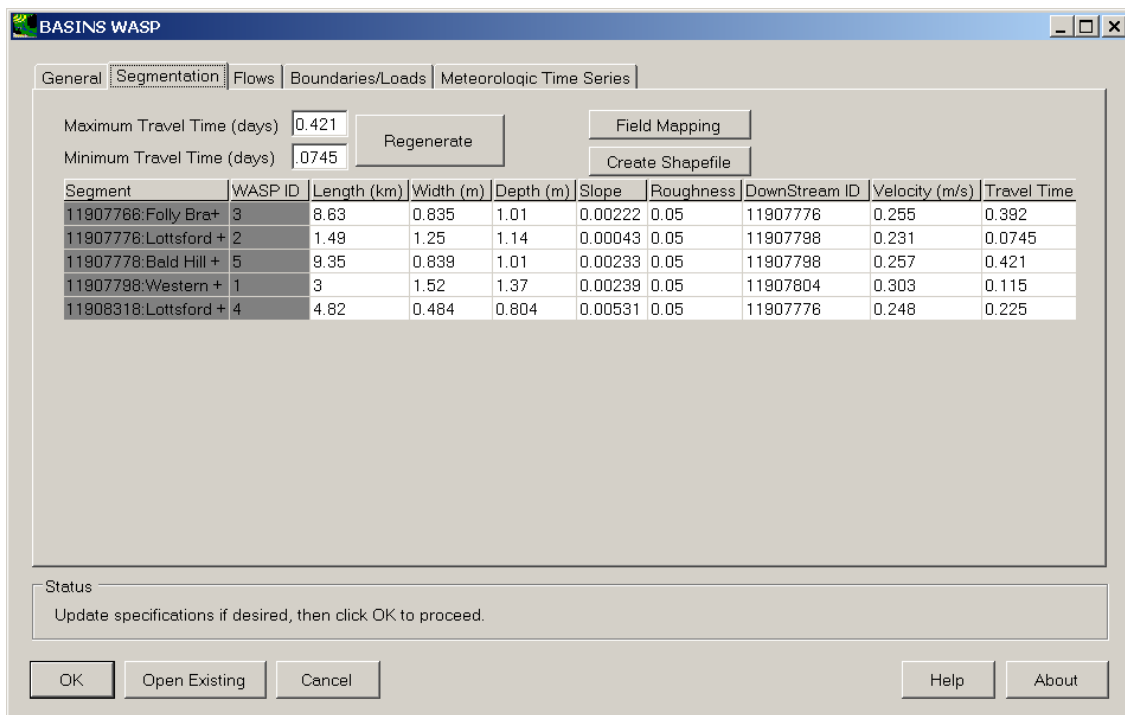 BASINS WASP
General Segmentation Flows Boundaries/Loads Meteorologic Time Series
Maximum Travel Time (days) 0.421 Regenerate Field Mapping
Minimum Travel Time (days) .0745 Create Shapefile
Segment WASP ID Length (km) Width (m) Depth (m) Slope Roughness DownStream ID Velocity (m/s) Travel Time
11907766:Folly Bra+ 3 8.63 0.835 1.01 0.00222 0.05 11907776 0.255 0.392
11907776:Lottsford + 2 1.49 1.25 1.14 0.00043 0.05 11907798 0.231 0.0745
11907778:Bald Hill + 5 9.35 0.839 1.01 0.00233 0.05 11907798 0.257 0.421
11907798:Western + 1 3 1.52 1.37 0.00239 0.05 11907804 0.303 0.115
11908318:Lottsford + 4 4.82 0.484 0.804 0.00531 0.05 11907776 0.248 0.225
Status
Update specifications if desired, then click OK to proceed.
OK Open Existing Cancel Help About